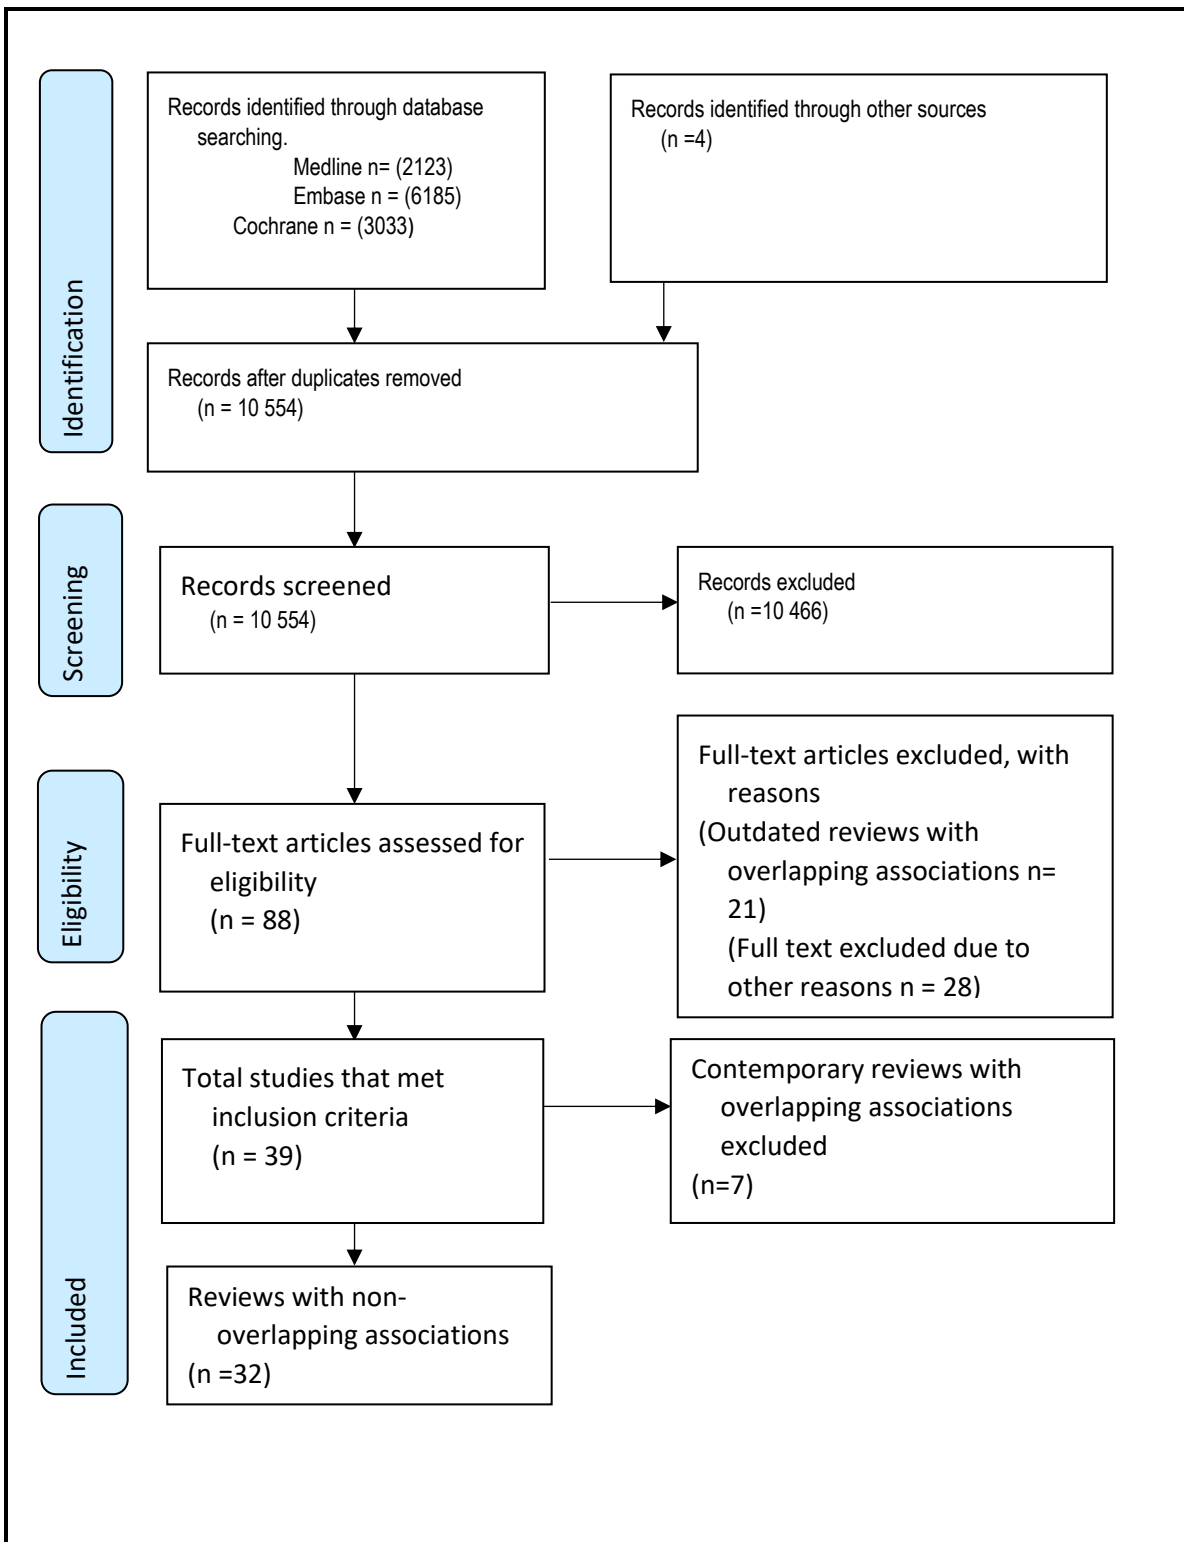 Identification
Records identified through database
searching.
Medline n= (2123)
Embase n = (6185)
Cochrane n = (3033)
Records identified through other sources
(n =4)
Records after duplicates removed
(n = 10 554)
Screening
Records screened
(n = 10 554)
Records excluded
(n =10 466)
Eligibility
Full-text articles assessed for
eligibility
(n = 88)
Full-text articles excluded, with
reasons
(Outdated reviews with
overlapping associations n=
21)
(Full text excluded due to
other reasons n = 28)
Included
Total studies that met
inclusion criteria
(n = 39)
Contemporary reviews with
overlapping associations
excluded
(n=7)
Reviews with non-
overlapping associations
(n =32)